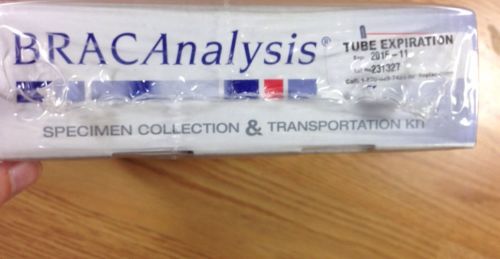 BRACAnalysis®
TUBE EXPIRATION
231327
SPECIMEN COLLECTION & TRANSPORTATION KIT